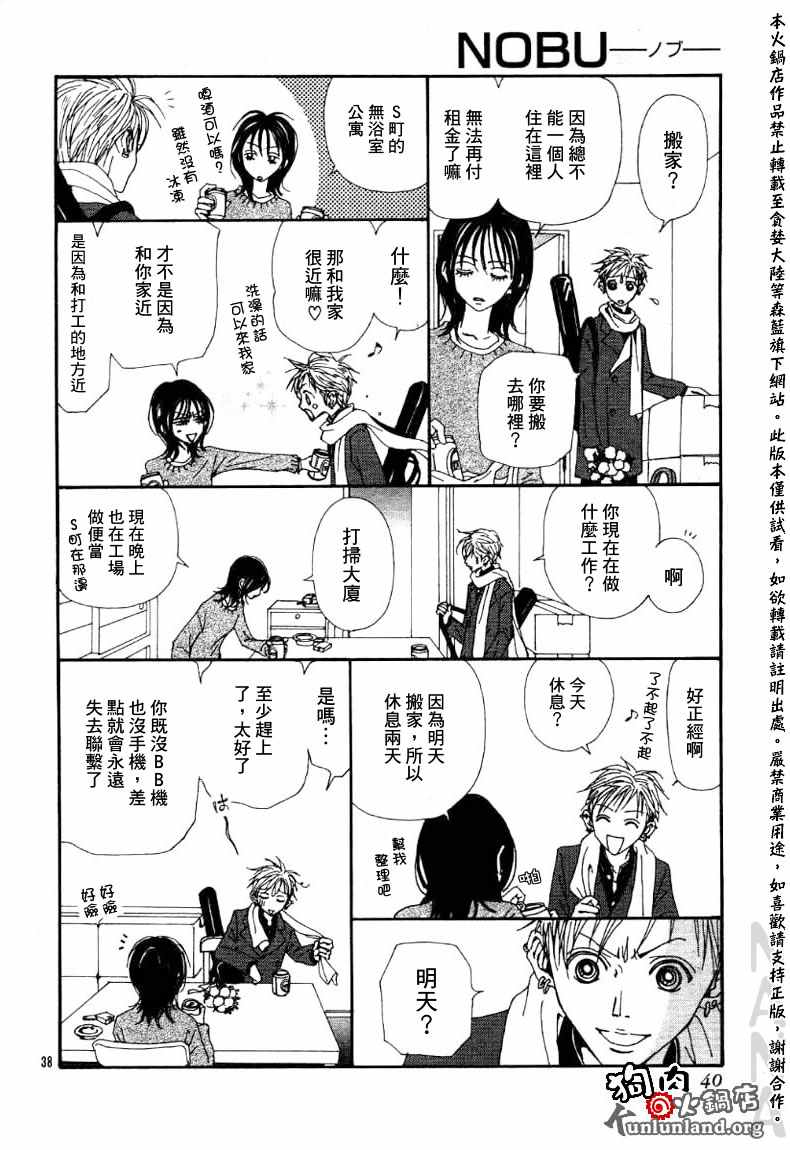 NOBU
—ノブ—
搬家？
因為總不
能一個人
住在這裡
無法再付
租金了嘛
你要搬
去哪裡？
S町的
無浴室
公寓
啤酒可以嗎？
雖然沒有
冰凍
什麼！
那和我家
很近嘛♡
洗澡的話
可以來我家
才不是因為
和你家近
是因為和打工的地方近
啊
你現在在做
什麼工作？
打掃大廈
現在晚上
也在工場
做便當
S町在那邊
好正經啊
了不起了不起
♪
今天
休息？
因為明天
搬家，所以
休息兩天
幫我
整理吧
啪
明天？
是嗎…
至少趕上
了，太好了
你既沒BB機
也沒手機，差
點就會永遠
失去聯繫了
は～
好險
好險
38
40
狗肉
火鍋店
Kunlunland.org
本火鍋店作品禁止轉載至貪婪大陸等森藍旗下網站。此版本僅供試看，如欲轉載請註明出處。嚴禁商業用途，如喜歡請支持正版，謝謝合作。
NANA